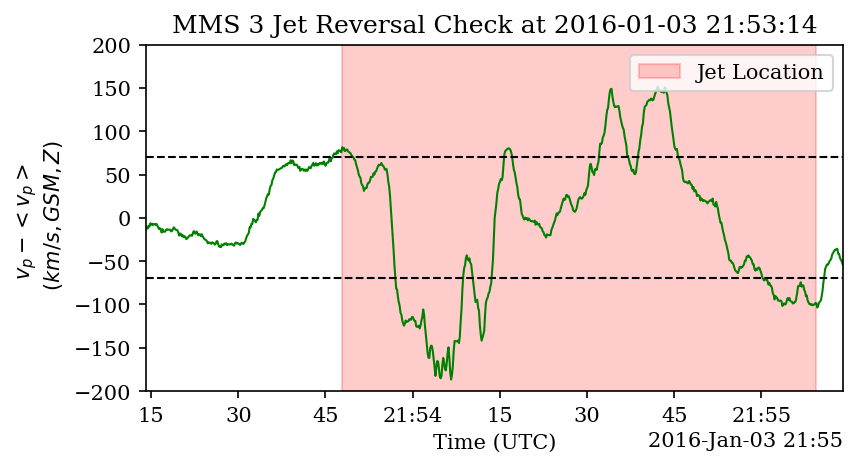 MMS 3 Jet Reversal Check at 2016-01-03 21:53:14
Jet Location
200
150
100
50
0
−50
−100
−150
−200
v_p − < v_p >
(km/s, GSM, Z)
15 30 45 21:54 15 30 45 21:55
Time (UTC)
2016-Jan-03 21:55